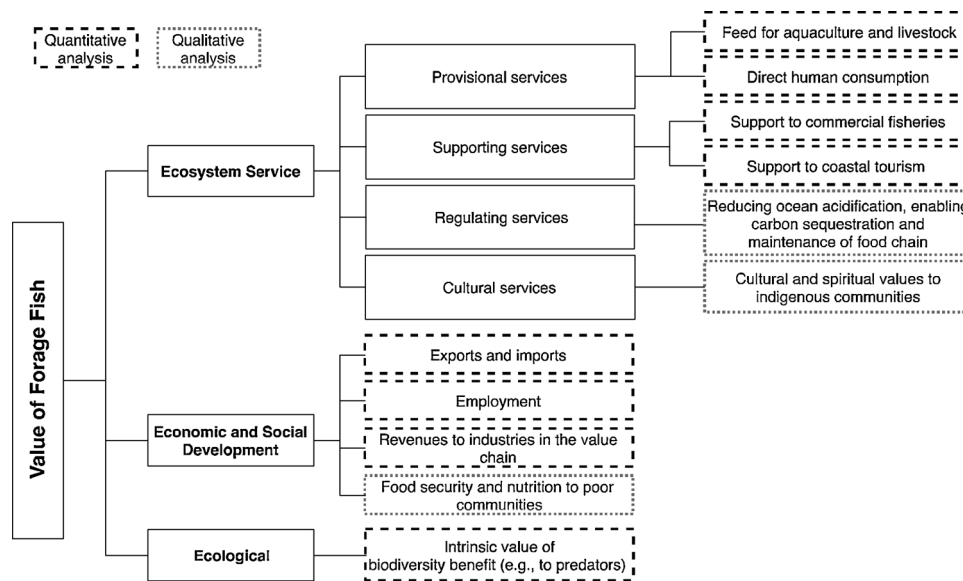 Quantitative
analysis
Qualitative
analysis
Value of Forage Fish
Ecosystem Service
Provisional services
Feed for aquaculture and livestock
Direct human consumption
Supporting services
Support to commercial fisheries
Support to coastal tourism
Regulating services
Reducing ocean acidification, enabling
carbon sequestration and
maintenance of food chain
Cultural services
Cultural and spiritual values to
indigenous communities
Economic and Social
Development
Exports and imports
Employment
Revenues to industries in the value
chain
Food security and nutrition to poor
communities
Ecological
Intrinsic value of
biodiversity benefit (e.g., to predators)